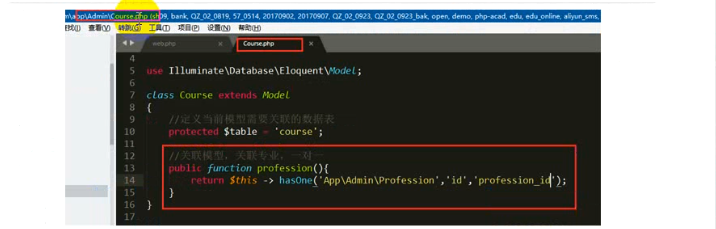 m\app\Admin\Course.php (sh09, bank, QZ_02_0819, 57_0514, 20170902, 20170907, QZ_02_0923, QZ_02_0923_bak, open, demo, php-acad, edu, edu_online, aliyun_sms,
找(I) 查看(V) 转到(G) 工具(T) 项目(P) 设置(N) 帮助(H)
web.php × Course.php ×
4
5 use Illuminate\Database\Eloquent\Model;
6
7 class Course extends Model
8 {
9 //定义当前模型需要关联的数据表
10 protected $table = 'course';
11
12 //关联模型，关联专业，一对一
13 public function profession(){
14 return $this -> hasOne('App\Admin\Profession','id','profession_id');
15 }
16 }
17